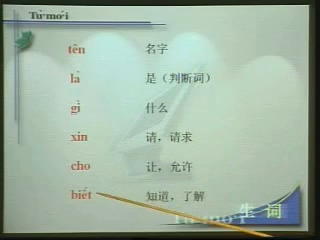 Từ mới
tên 名字
là 是（判断词）
gì 什么
xin 请，请求
cho 让，允许
biết 知道，了解
生 词